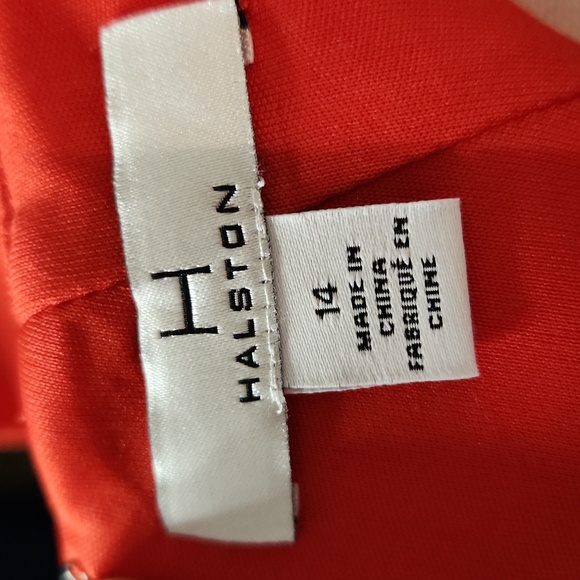 H
HALSTON
14
MADE IN
CHINA
FABRIQUÉ EN
CHINE